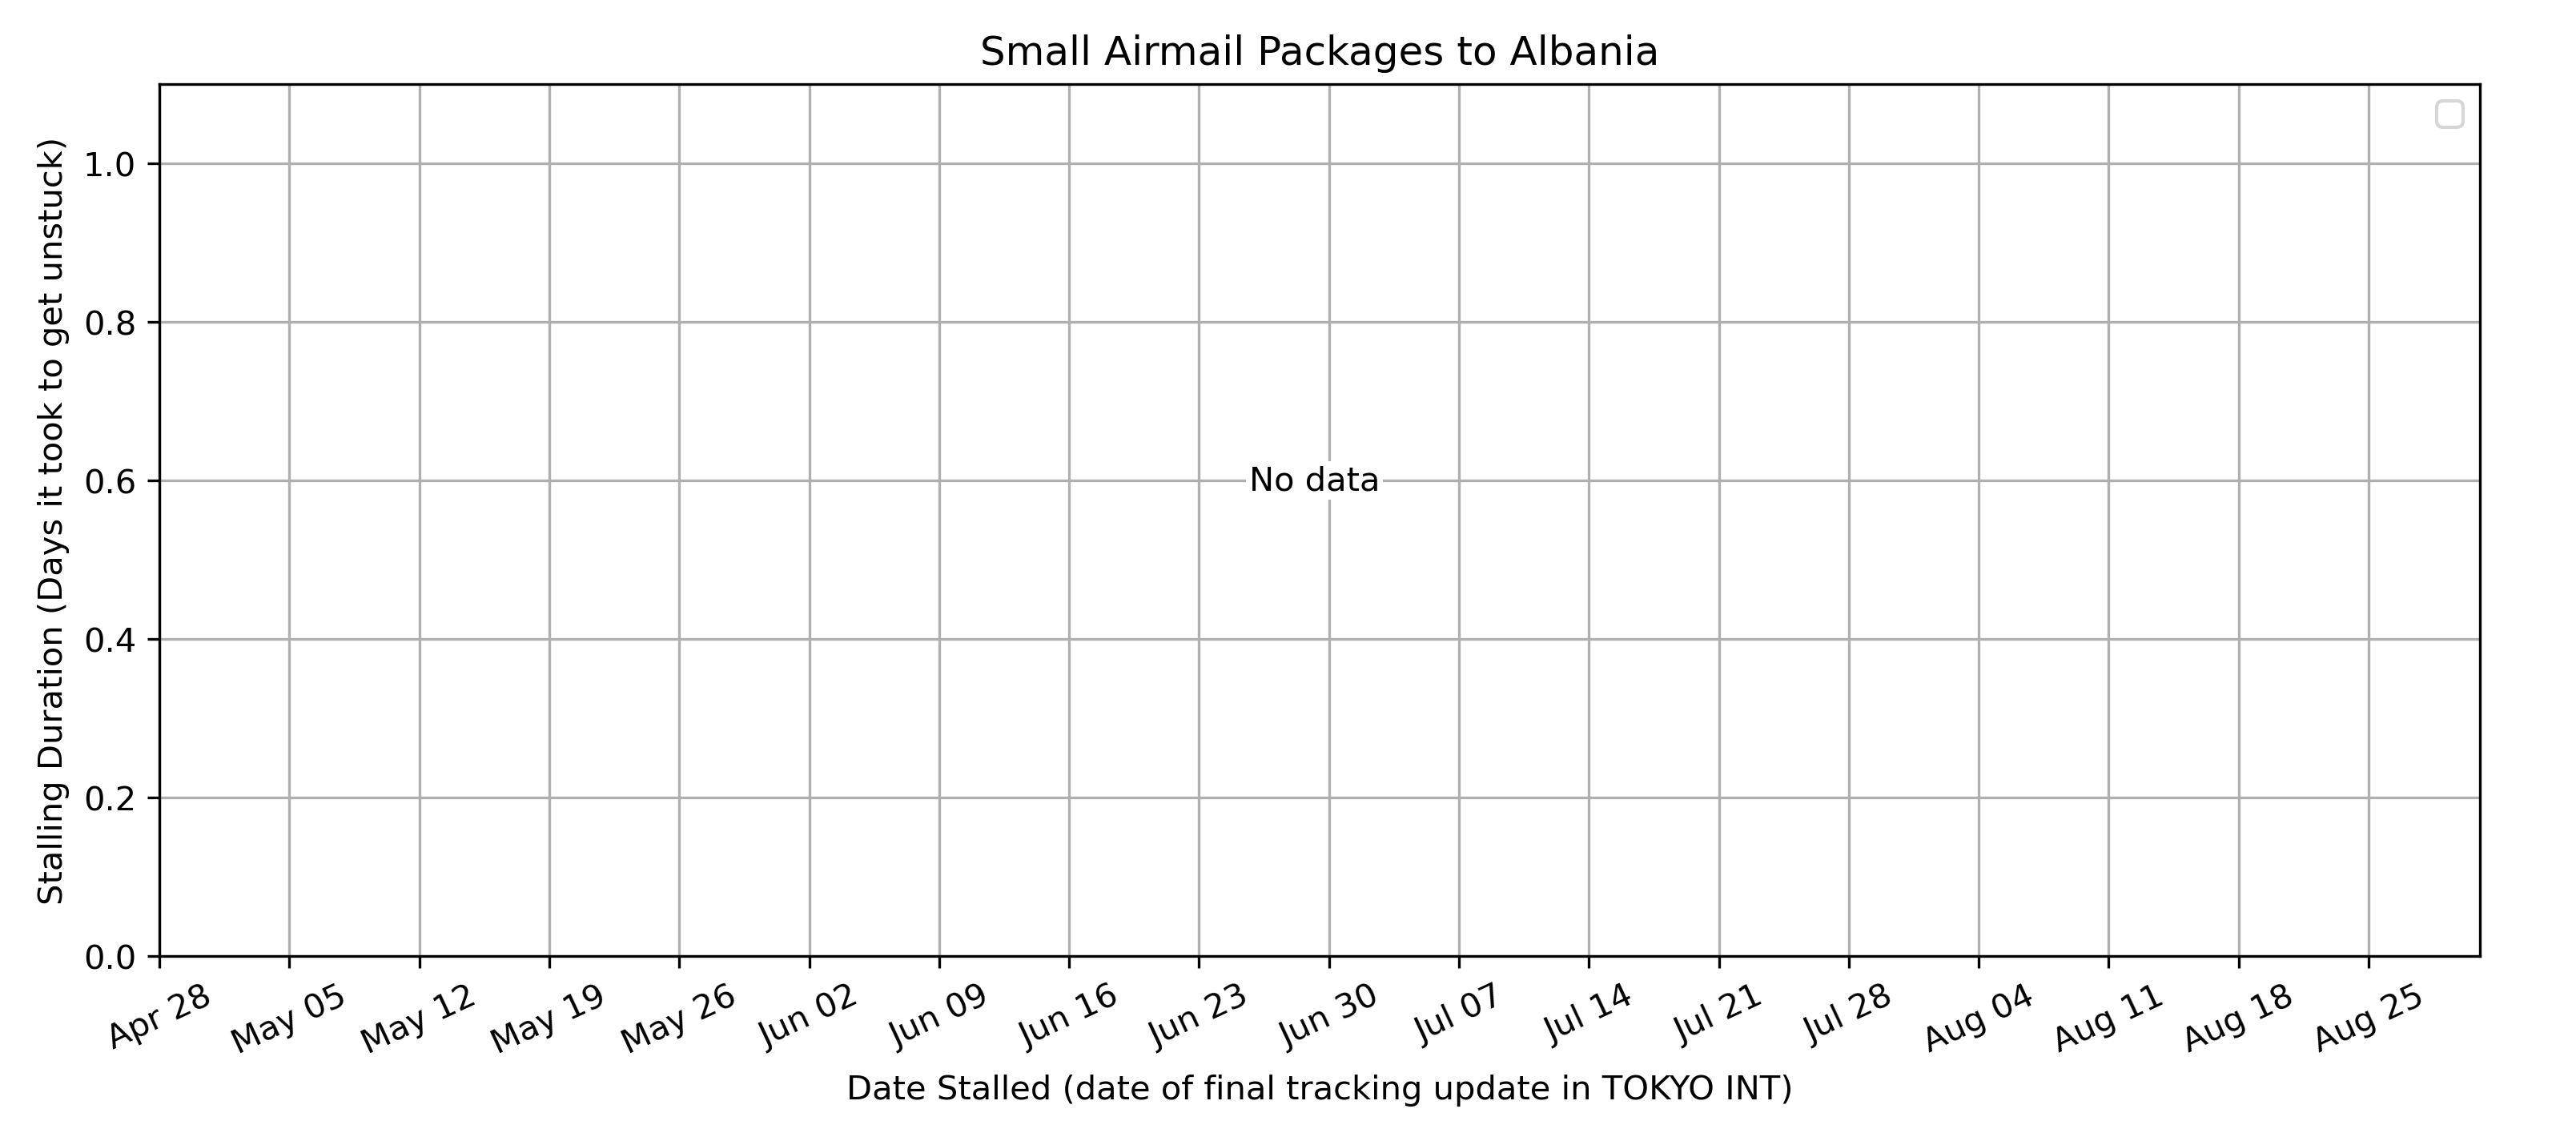 Small Airmail Packages to Albania
Stalling Duration (Days it took to get unstuck)
1.0
0.8
0.6
0.4
0.2
0.0
No data
Apr 28
May 05
May 12
May 19
May 26
Jun 02
Jun 09
Jun 16
Jun 23
Jun 30
Jul 07
Jul 14
Jul 21
Jul 28
Aug 04
Aug 11
Aug 18
Aug 25
Date Stalled (date of final tracking update in TOKYO INT)